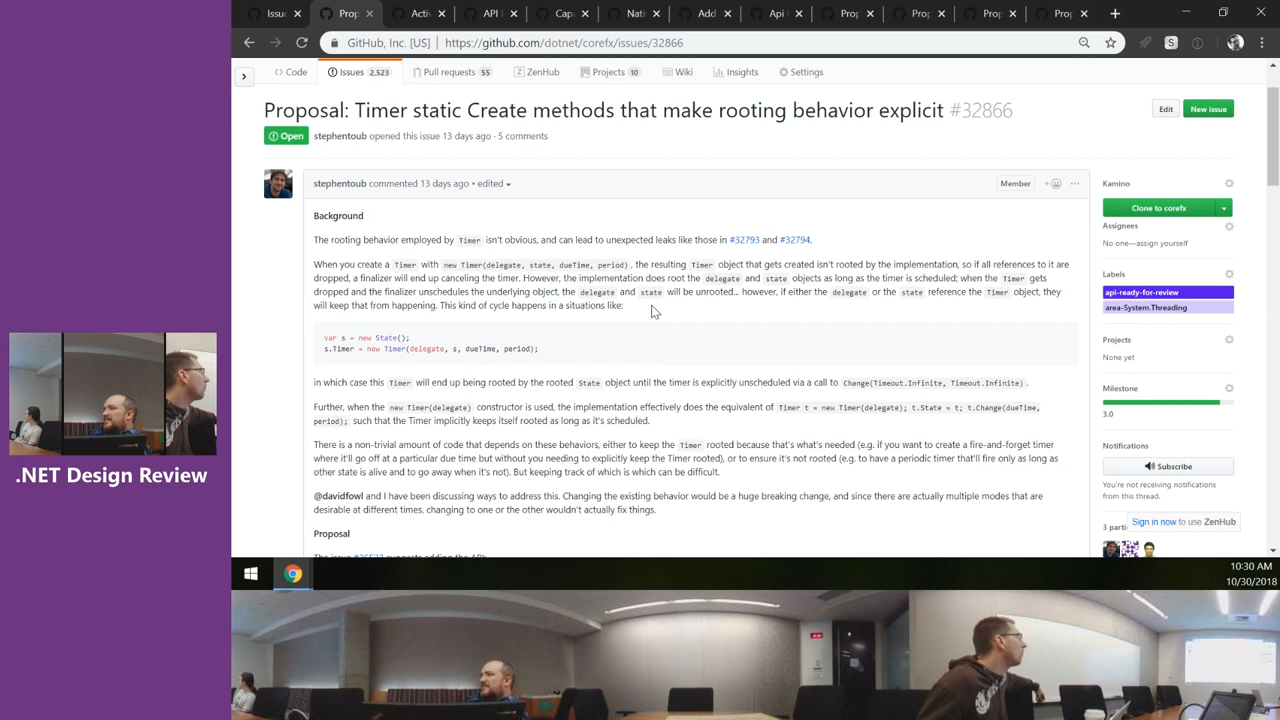 Issu
Prop
Activ
API F
Cap
Nati
Add
Api I
Prop
Prop
Prop
Prop
GitHub, Inc. [US] | https://github.com/dotnet/corefx/issues/32866
Code
Issues 2,523
Pull requests 55
ZenHub
Projects 10
Wiki
Insights
Settings
Proposal: Timer static Create methods that make rooting behavior explicit #32866
Edit
New issue
Open
stephentoub opened this issue 13 days ago · 5 comments
stephentoub commented 13 days ago • edited
Member
Background
The rooting behavior employed by Timer isn't obvious, and can lead to unexpected leaks like those in #32793 and #32794.
When you create a Timer with new Timer(delegate, state, dueTime, period), the resulting Timer object that gets created isn't rooted by the implementation, so if all references to it are
dropped, a finalizer will end up canceling the timer. However, the implementation does root the delegate and state objects as long as the timer is scheduled; when the Timer gets
dropped and the finalizer unschedules the underlying object, the delegate and state will be unrooted... however, if either the delegate or the state reference the Timer object, they
will keep that from happening. This kind of cycle happens in a situations like:
var s = new State();
s.Timer = new Timer(delegate, s, dueTime, period);
in which case this Timer will end up being rooted by the rooted State object until the timer is explicitly unscheduled via a call to Change(Timeout.Infinite, Timeout.Infinite).
Further, when the new Timer(delegate) constructor is used, the implementation effectively does the equivalent of Timer t = new Timer(delegate); t.State = t; t.Change(dueTime,
period); such that the Timer implicitly keeps itself rooted as long as it's scheduled.
There is a non-trivial amount of code that depends on these behaviors, either to keep the Timer rooted because that's what's needed (e.g. if you want to create a fire-and-forget timer
where it'll go off at a particular due time but without you needing to explicitly keep the Timer rooted), or to ensure it's not rooted (e.g. to have a periodic timer that'll fire only as long as
other state is alive and to go away when it's not). But keeping track of which is which can be difficult.
@davidfowl and I have been discussing ways to address this. Changing the existing behavior would be a huge breaking change, and since there are actually multiple modes that are
desirable at different times, changing to one or the other wouldn't actually fix things.
Proposal
The issue #26523 suggests adding the API:
Kamino
Clone to corefx
Assignees
No one—assign yourself
Labels
api-ready-for-review
area-System.Threading
Projects
None yet
Milestone
3.0
Notifications
Subscribe
You're not receiving notifications
from this thread.
Sign in now to use ZenHub
3 parti
.NET Design Review
10:30 AM
10/30/2018